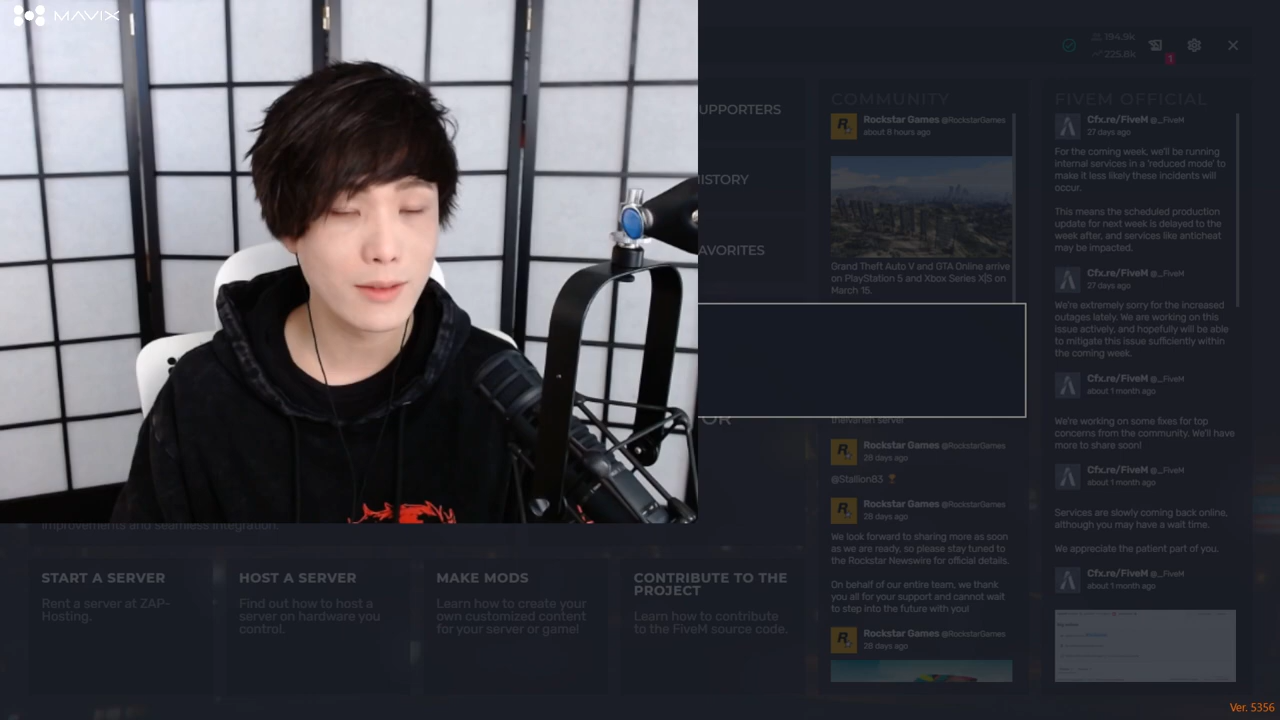 MAVIX
194.9k
225.8k
1
UPPORTERS
ISTORY
AVORITES
OR
improvements and seamless integration.
START A SERVER
Rent a server at ZAP-
Hosting.
HOST A SERVER
Find out how to host a
server on hardware you
control.
MAKE MODS
Learn how to create your
own customized content
for your server or game!
CONTRIBUTE TO THE
PROJECT
Learn how to contribute
to the FiveM source code.
COMMUNITY
Rockstar Games @RockstarGames
about 8 hours ago
Grand Theft Auto V and GTA Online arrive
on PlayStation 5 and Xbox Series X|S on
March 15.
Rockstar Games @RockstarGames
28 days ago
@Stallion83 🏆
Rockstar Games @RockstarGames
28 days ago
We look forward to sharing more as soon
as we are ready, so please stay tuned to
the Rockstar Newswire for official details.
On behalf of our entire team, we thank
you all for your support and cannot wait
to step into the future with you!
Rockstar Games @RockstarGames
28 days ago
FIVEM OFFICIAL
Cfx.re/FiveM @_FiveM
27 days ago
For the coming week, we'll be running
internal services in a 'reduced mode' to
make it less likely these incidents will
occur.
This means the scheduled production
update for next week is delayed to the
week after, and services like anticheat
may be impacted.
Cfx.re/FiveM @_FiveM
27 days ago
We're extremely sorry for the increased
outages lately. We are working on this
issue actively, and hopefully will be able
to mitigate this issue sufficiently within
the coming week.
Cfx.re/FiveM @_FiveM
about 1 month ago
We're working on some fixes for top
concerns from the community. We'll have
more to share soon!
Cfx.re/FiveM @_FiveM
about 1 month ago
Services are slowly coming back online,
although you may have a wait time.
We appreciate the patient part of you.
Cfx.re/FiveM @_FiveM
about 1 month ago
Ver. 5356